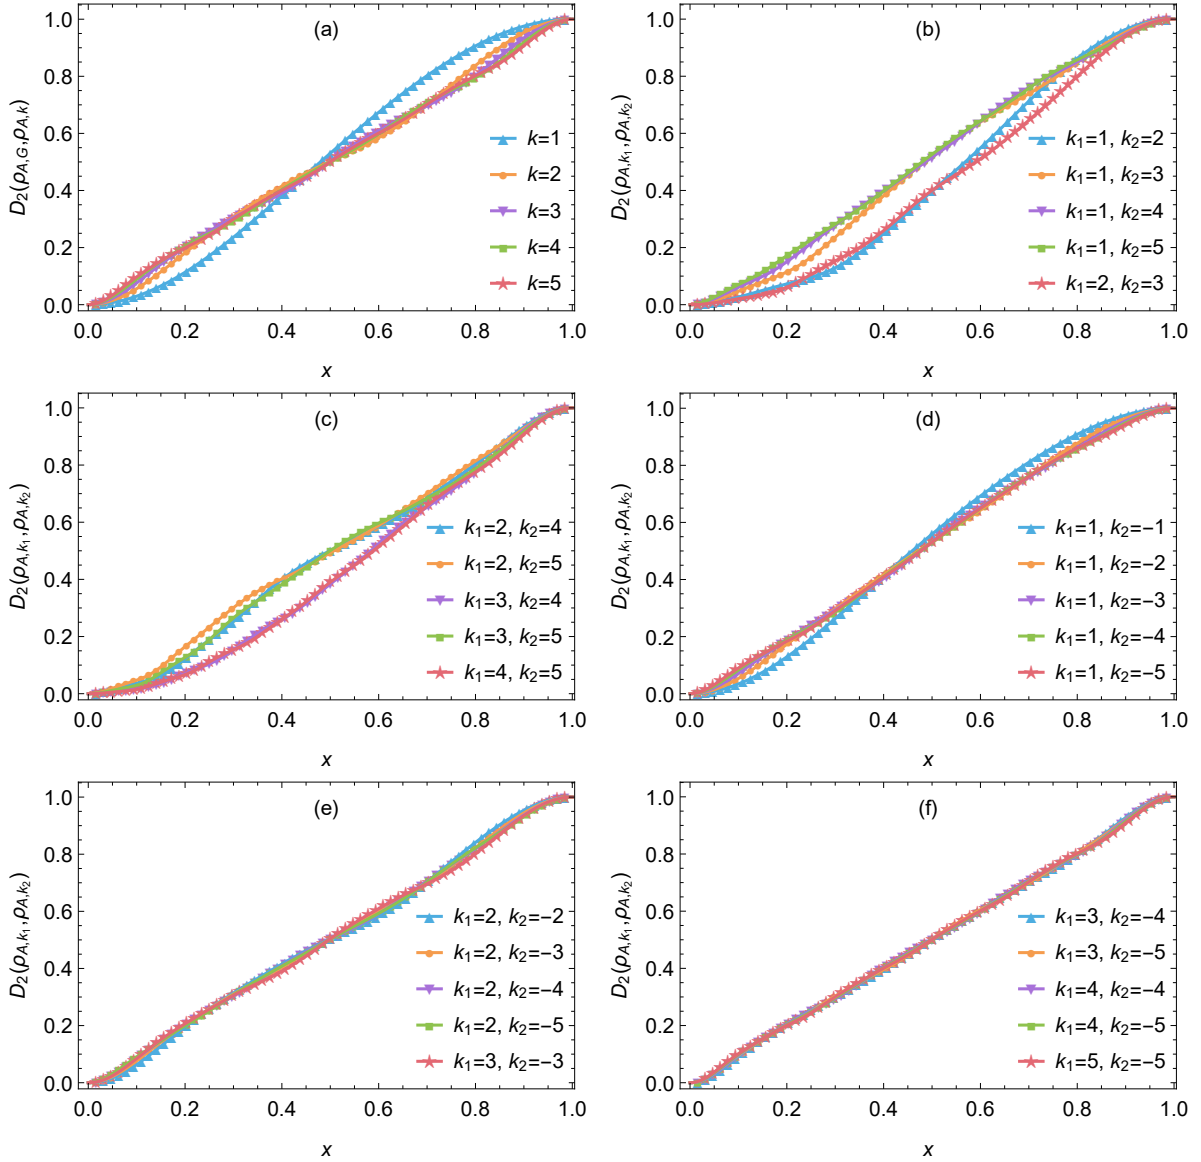 (a)
D₂(ρ_{A,G},ρ_{A,k})
1.0
0.8
0.6
0.4
0.2
0.0
k=1
k=2
k=3
k=4
k=5
0.0 0.2 0.4 0.6 0.8 1.0
x
(b)
D₂(ρ_{A,k₁},ρ_{A,k₂})
1.0
0.8
0.6
0.4
0.2
0.0
k₁=1, k₂=2
k₁=1, k₂=3
k₁=1, k₂=4
k₁=1, k₂=5
k₁=2, k₂=3
0.0 0.2 0.4 0.6 0.8 1.0
x
(c)
D₂(ρ_{A,k₁},ρ_{A,k₂})
1.0
0.8
0.6
0.4
0.2
0.0
k₁=2, k₂=4
k₁=2, k₂=5
k₁=3, k₂=4
k₁=3, k₂=5
k₁=4, k₂=5
0.0 0.2 0.4 0.6 0.8 1.0
x
(d)
D₂(ρ_{A,k₁},ρ_{A,k₂})
1.0
0.8
0.6
0.4
0.2
0.0
k₁=1, k₂=−1
k₁=1, k₂=−2
k₁=1, k₂=−3
k₁=1, k₂=−4
k₁=1, k₂=−5
0.0 0.2 0.4 0.6 0.8 1.0
x
(e)
D₂(ρ_{A,k₁},ρ_{A,k₂})
1.0
0.8
0.6
0.4
0.2
0.0
k₁=2, k₂=−2
k₁=2, k₂=−3
k₁=2, k₂=−4
k₁=2, k₂=−5
k₁=3, k₂=−3
0.0 0.2 0.4 0.6 0.8 1.0
x
(f)
D₂(ρ_{A,k₁},ρ_{A,k₂})
1.0
0.8
0.6
0.4
0.2
0.0
k₁=3, k₂=−4
k₁=3, k₂=−5
k₁=4, k₂=−4
k₁=4, k₂=−5
k₁=5, k₂=−5
0.0 0.2 0.4 0.6 0.8 1.0
x